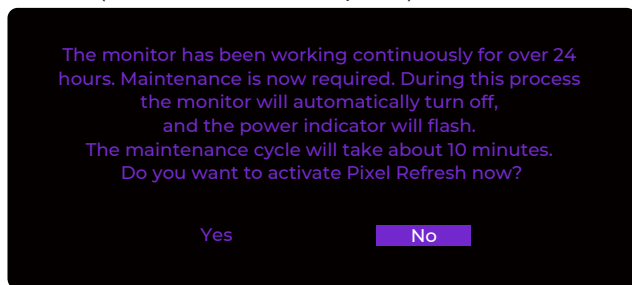 The monitor has been working continuously for over 24
hours. Maintenance is now required. During this process
the monitor will automatically turn off,
and the power indicator will flash.
The maintenance cycle will take about 10 minutes.
Do you want to activate Pixel Refresh now?
Yes No